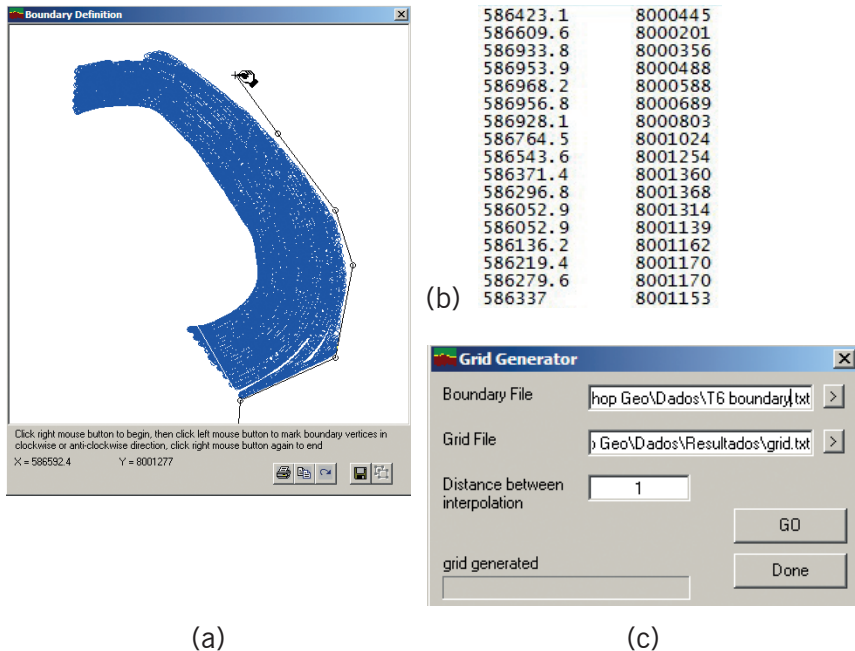 Boundary Definition
Click right mouse button to begin, then click left mouse button to mark boundary vertices in
clockwise or anti-clockwise direction, click right mouse button again to end
X = 586592.4 Y = 8001277
(a)
586423.1 8000445
586609.6 8000201
586933.8 8000356
586953.9 8000488
586968.2 8000588
586956.8 8000689
586928.1 8000803
586764.5 8001024
586543.6 8001254
586371.4 8001360
586296.8 8001368
586052.9 8001314
586052.9 8001139
586136.2 8001162
586219.4 8001170
586279.6 8001170
586337 8001153
(b)
Grid Generator
Boundary File hop Geo\Dados\T6 boundary.txt >
Grid File o Geo\Dados\Resultados\grid.txt >
Distance between
interpolation
1
GO
grid generated
Done
(c)